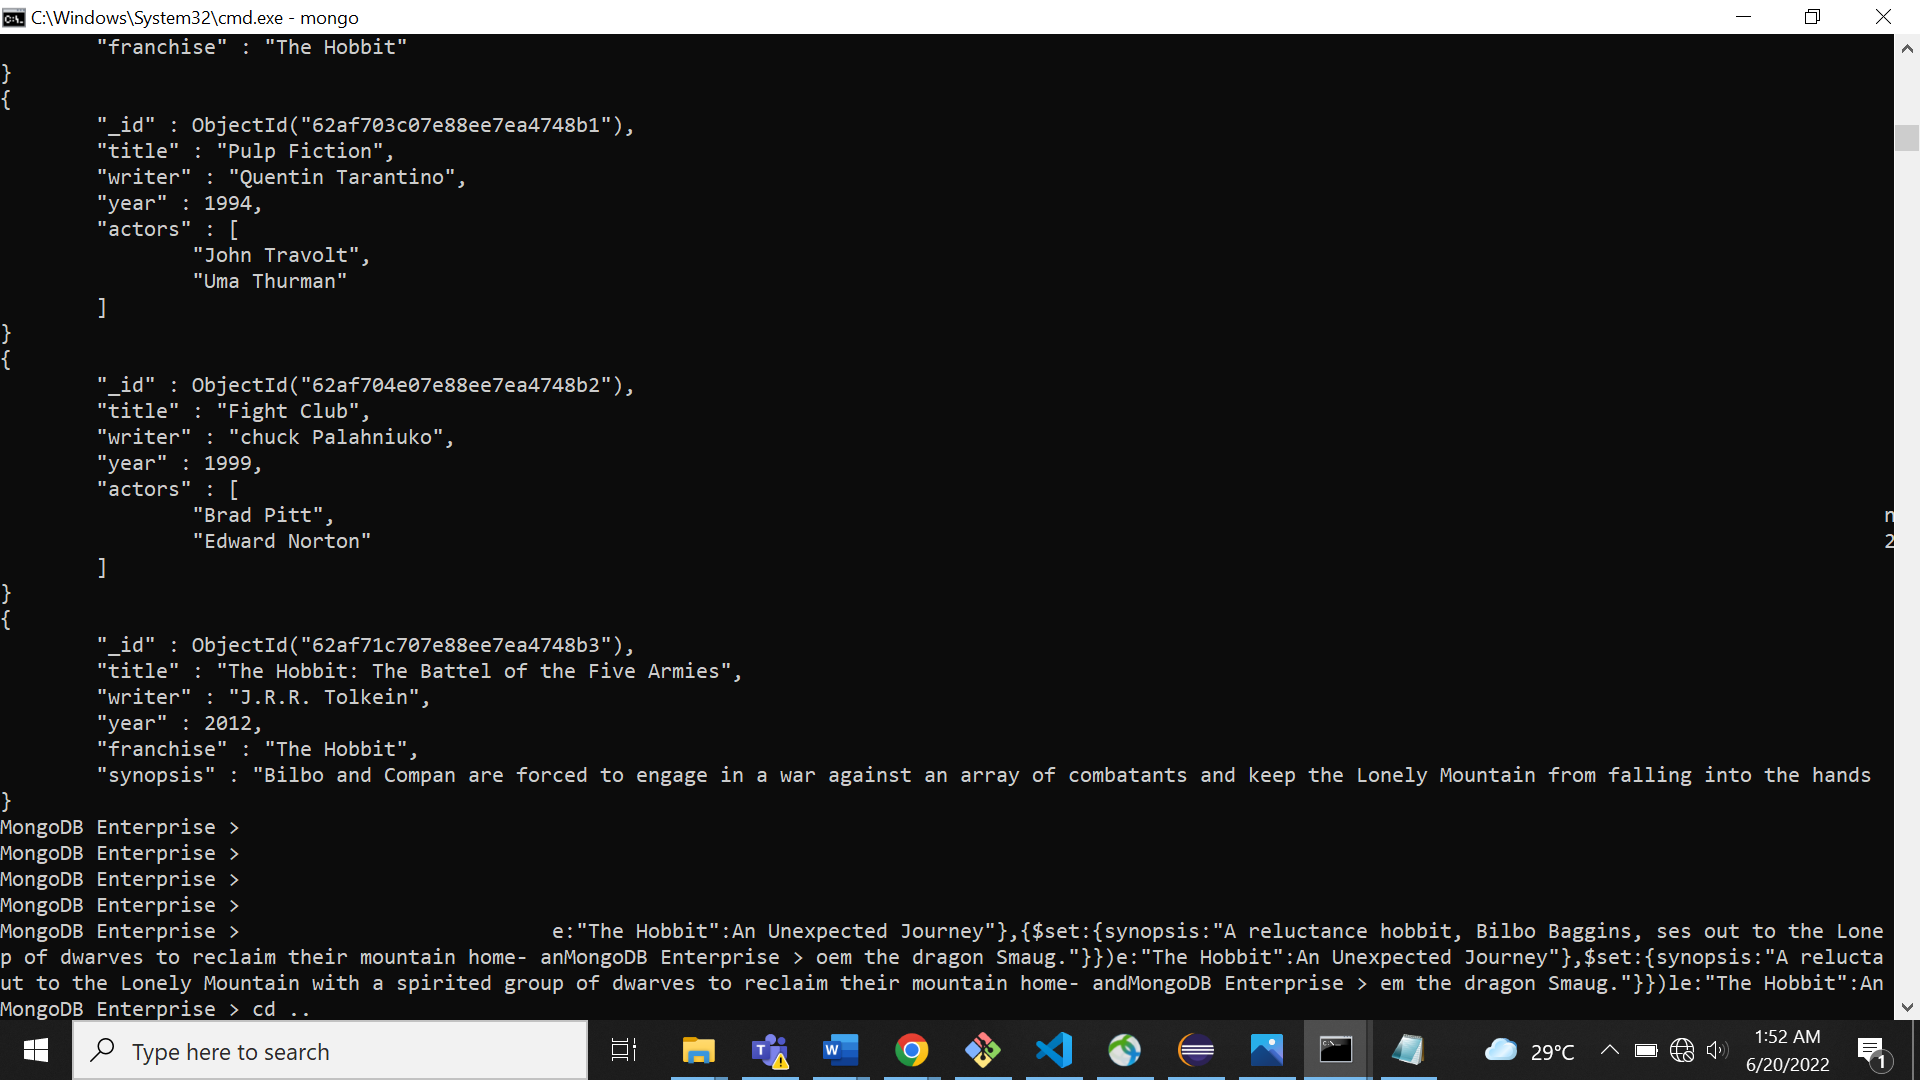 C:\Windows\System32\cmd.exe - mongo
"franchise" : "The Hobbit"
}
{
"_id" : ObjectId("62af703c07e88ee7ea4748b1"),
"title" : "Pulp Fiction",
"writer" : "Quentin Tarantino",
"year" : 1994,
"actors" : [
"John Travolt",
"Uma Thurman"
]
}
{
"_id" : ObjectId("62af704e07e88ee7ea4748b2"),
"title" : "Fight Club",
"writer" : "chuck Palahniuko",
"year" : 1999,
"actors" : [
"Brad Pitt",
n
"Edward Norton"
2
]
}
{
"_id" : ObjectId("62af71c707e88ee7ea4748b3"),
"title" : "The Hobbit: The Battel of the Five Armies",
"writer" : "J.R.R. Tolkein",
"year" : 2012,
"franchise" : "The Hobbit",
"synopsis" : "Bilbo and Compan are forced to engage in a war against an array of combatants and keep the Lonely Mountain from falling into the hands
}
MongoDB Enterprise >
MongoDB Enterprise >
MongoDB Enterprise >
MongoDB Enterprise >
MongoDB Enterprise > e:"The Hobbit":An Unexpected Journey"},{$set:{synopsis:"A reluctance hobbit, Bilbo Baggins, ses out to the Lone
p of dwarves to reclaim their mountain home- anMongoDB Enterprise > oem the dragon Smaug."}})e:"The Hobbit":An Unexpected Journey"},$set:{synopsis:"A relucta
ut to the Lonely Mountain with a spirited group of dwarves to reclaim their mountain home- andMongoDB Enterprise > em the dragon Smaug."}})le:"The Hobbit":An
MongoDB Enterprise > cd ..
Type here to search
29°C
1:52 AM
6/20/2022
1